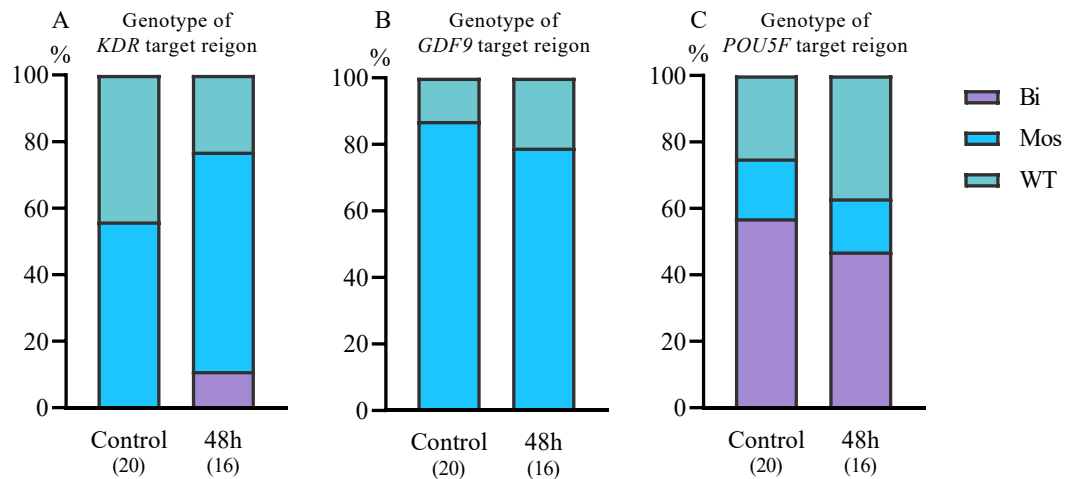 A
Genotype of
KDR target reigon
%
100
80
60
40
20
0
Control
(20)
48h
(16)
B
Genotype of
GDF9 target reigon
%
100
80
60
40
20
0
Control
(20)
48h
(16)
C
Genotype of
POU5F target reigon
%
100
80
60
40
20
0
Control
(20)
48h
(16)
Bi
Mos
WT